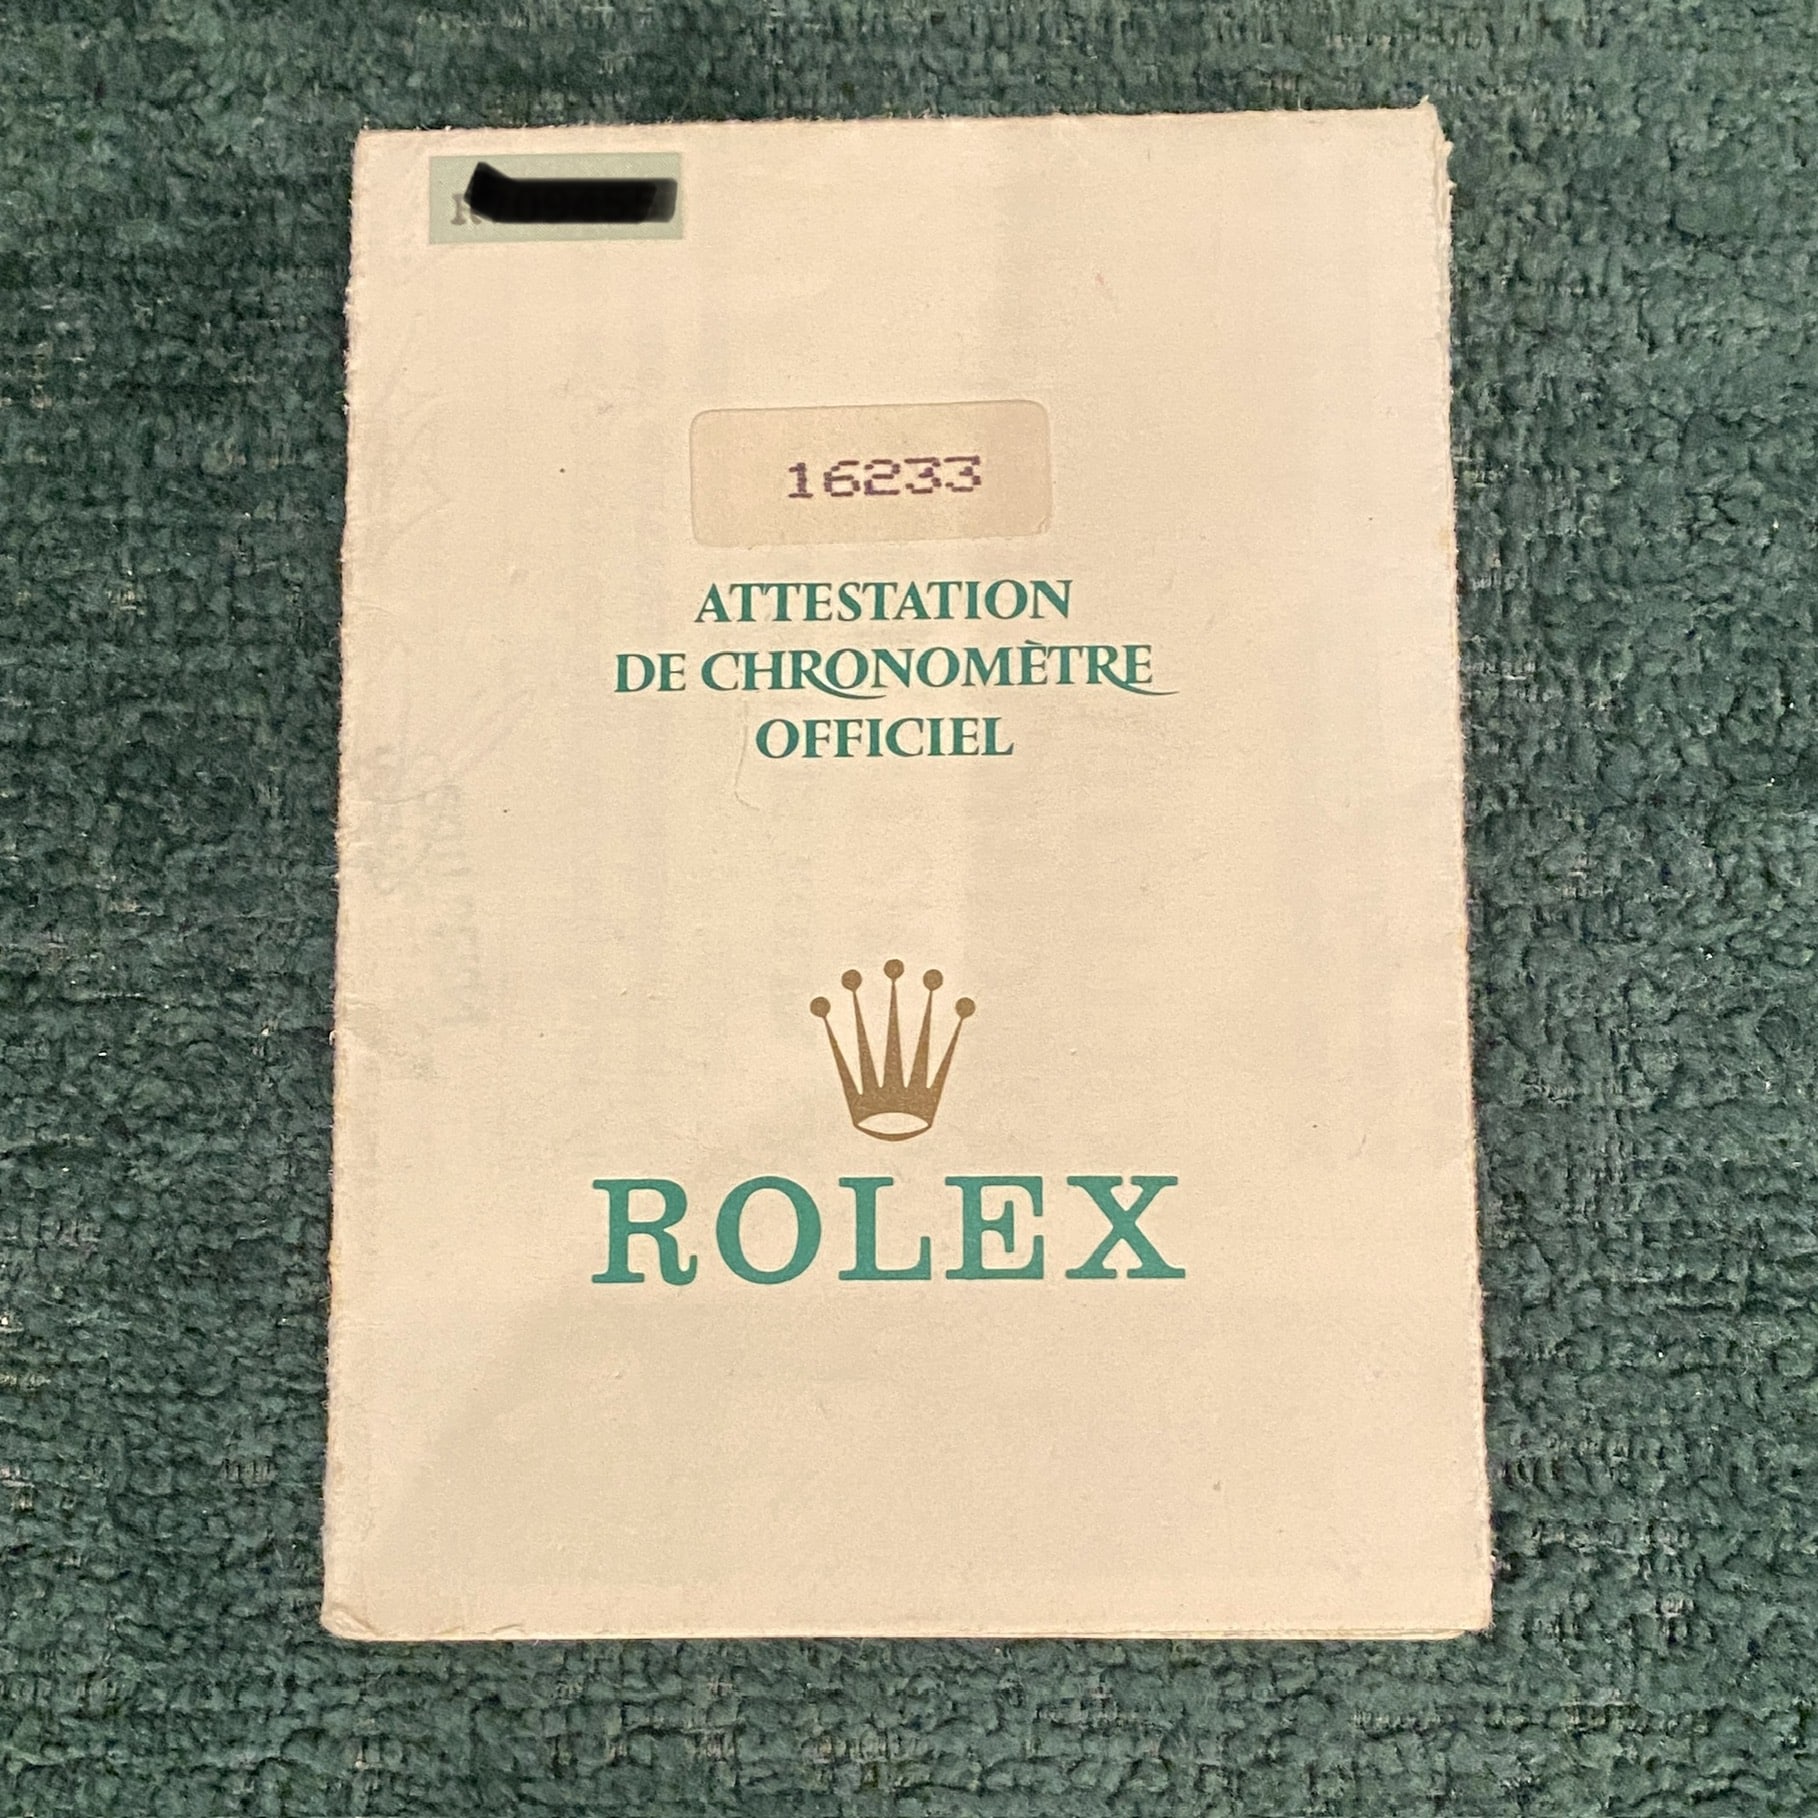 16233
ATTESTATION
DE CHRONOMÈTRE
OFFICIEL
ROLEX